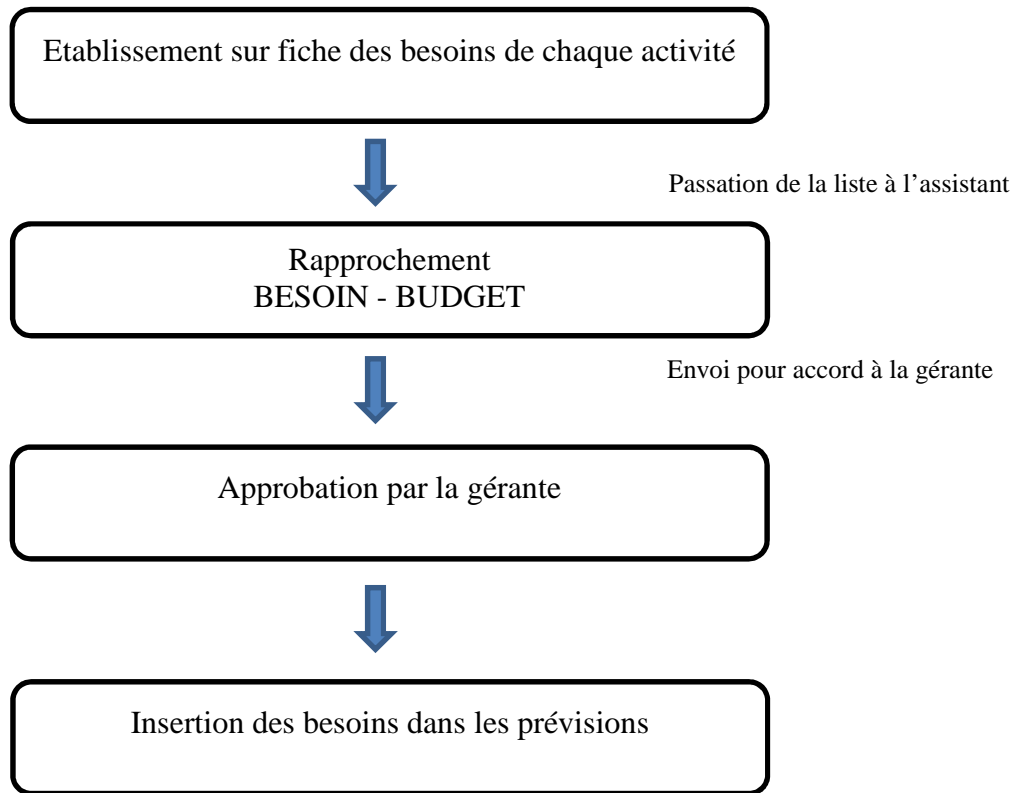 Etablissement sur fiche des besoins de chaque activité
Passation de la liste à l’assistant
Rapprochement
BESOIN - BUDGET
Envoi pour accord à la gérante
Approbation par la gérante
Insertion des besoins dans les prévisions